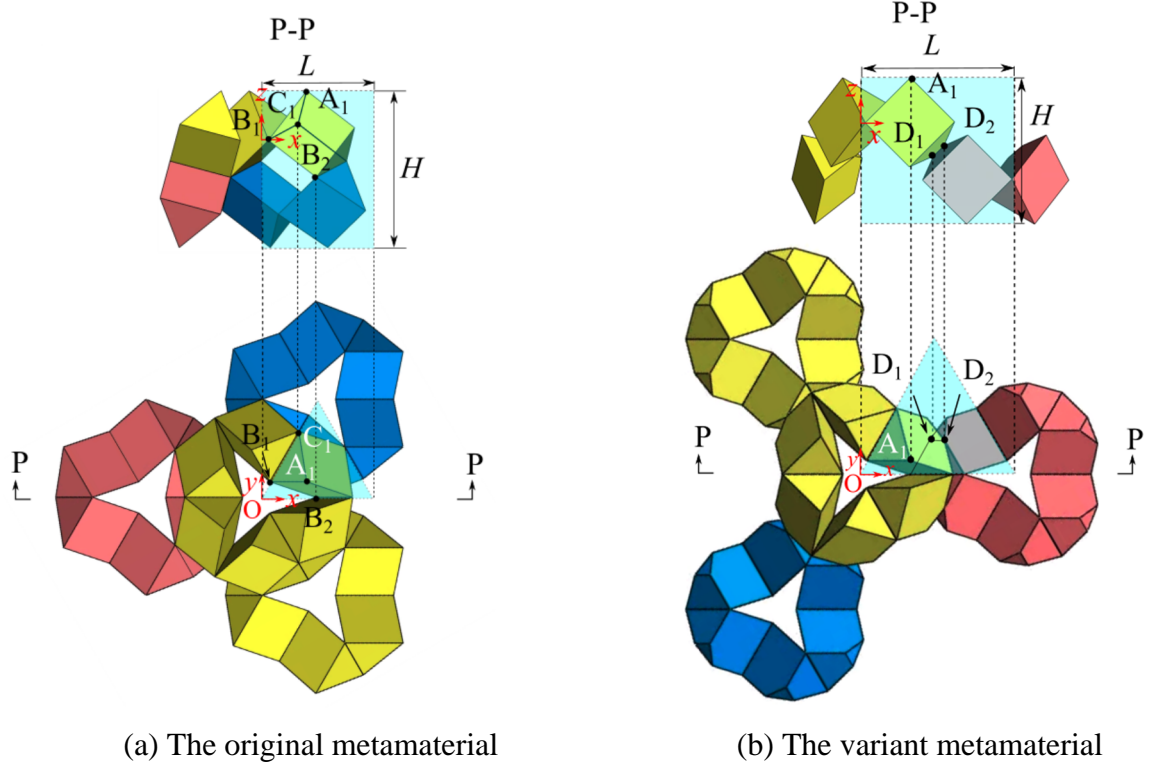 P-P
L
z
C1
A1
B1
x
B2
H
B1
C1
A1
P
P
y
O
x
B2
(a) The original metamaterial
P-P
L
A1
z
D1
D2
H
x
D1
D2
P
P
A1
y
O
x
(b) The variant metamaterial